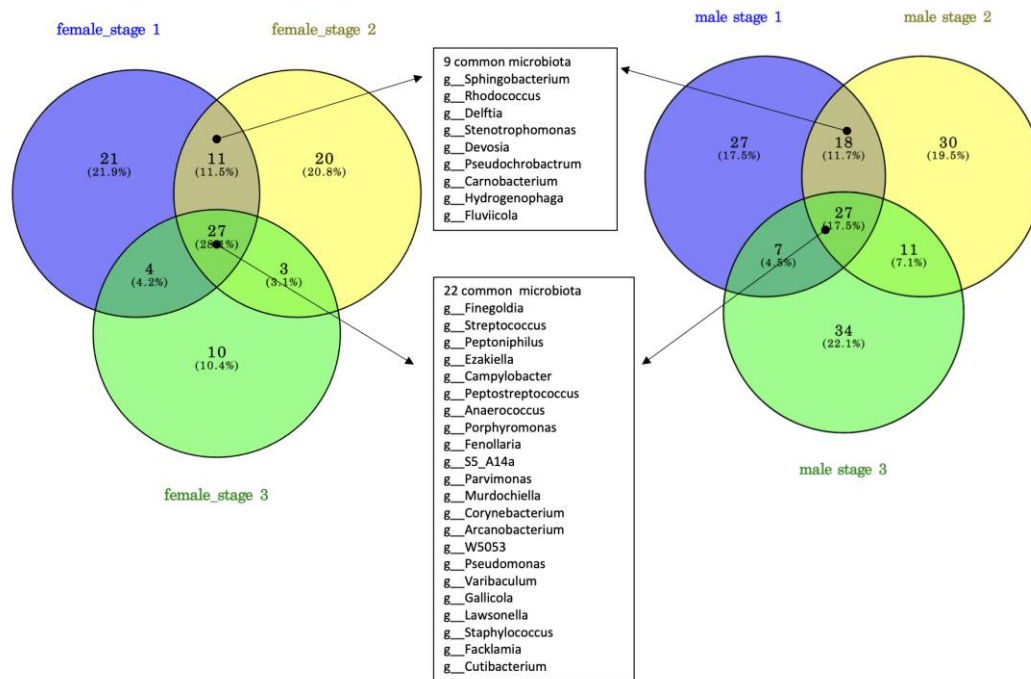 female_stage 1
female_stage 2
21
(21.9%)
11
(11.5%)
20
(20.8%)
27
4
(4.2%)
3
(3.1%)
10
(10.4%)
female_stage 3
9 common microbiota
g__Sphingobacterium
g__Rhodococcus
g__Delftia
g__Stenotrophomonas
g__Devosia
g__Pseudochrobactrum
g__Carnobacterium
g__Hydrogenophaga
g__Fluviicola
22 common microbiota
g__Finegoldia
g__Streptococcus
g__Peptoniphilus
g__Ezakiella
g__Campylobacter
g__Peptostreptococcus
g__Anaerococcus
g__Porphyromonas
g__Fenollaria
g__S5_A14a
g__Parvimonas
g__Murdochiella
g__Corynebacterium
g__Arcanobacterium
g__W5053
g__Pseudomonas
g__Varibaculum
g__Gallicola
g__Lawsonella
g__Staphylococcus
g__Facklamia
g__Cutibacterium
male stage 1
male stage 2
27
(17.5%)
18
(11.7%)
30
(19.5%)
27
(17.5%)
7
(4.5%)
11
(7.1%)
34
(22.1%)
male stage 3